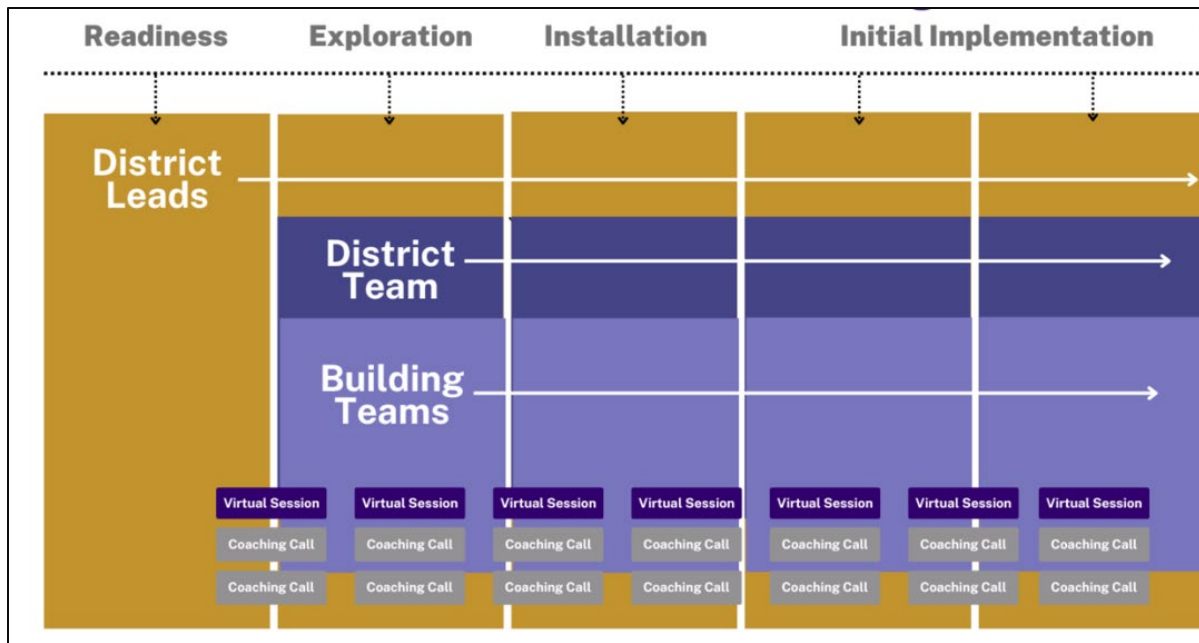 Readiness Exploration Installation Initial Implementation
District
Leads
District
Team
Building
Teams
Virtual Session Virtual Session Virtual Session Virtual Session Virtual Session Virtual Session Virtual Session
Coaching Call Coaching Call Coaching Call Coaching Call Coaching Call Coaching Call Coaching Call
Coaching Call Coaching Call Coaching Call Coaching Call Coaching Call Coaching Call Coaching Call